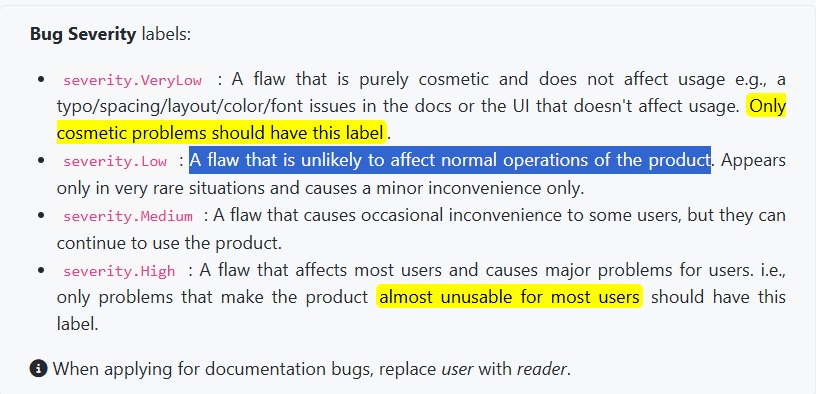 Bug Severity labels:
• severity.VeryLow : A flaw that is purely cosmetic and does not affect usage e.g., a
typo/spacing/layout/color/font issues in the docs or the UI that doesn't affect usage. Only
cosmetic problems should have this label.
• severity.Low : A flaw that is unlikely to affect normal operations of the product. Appears
only in very rare situations and causes a minor inconvenience only.
• severity.Medium : A flaw that causes occasional inconvenience to some users, but they can
continue to use the product.
• severity.High : A flaw that affects most users and causes major problems for users. i.e.,
only problems that make the product almost unusable for most users should have this
label.
When applying for documentation bugs, replace user with reader.